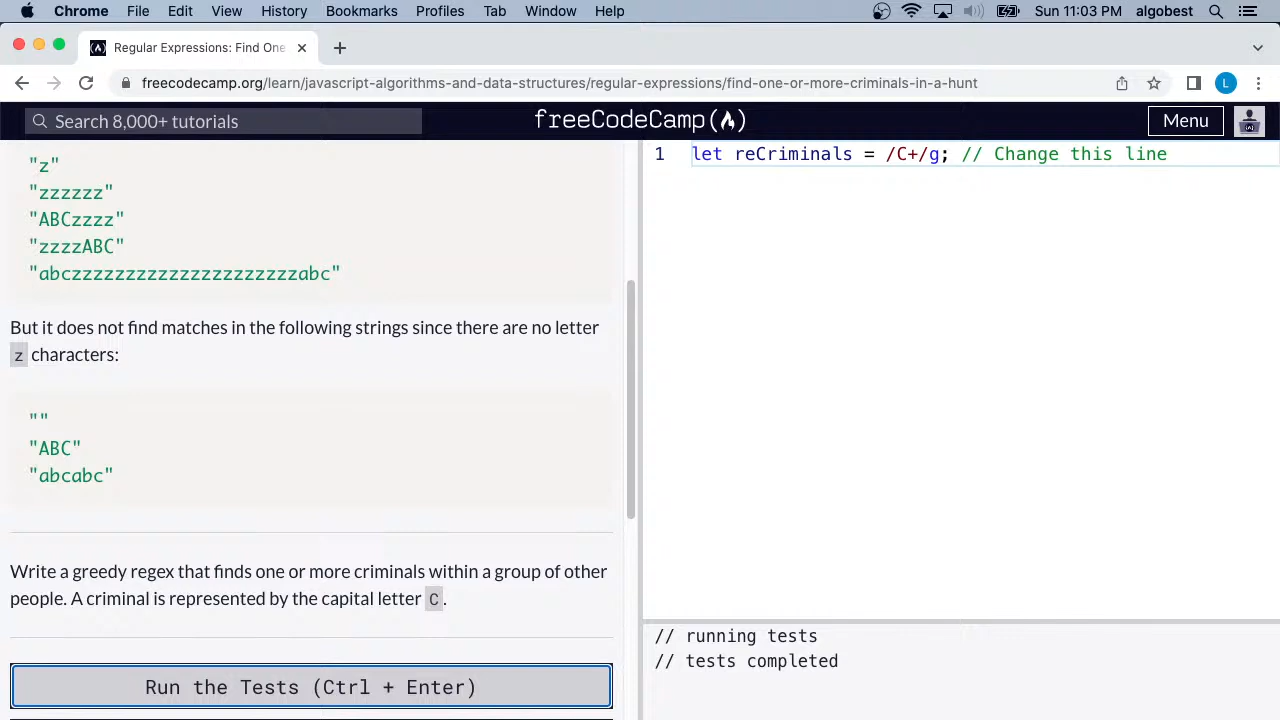 Chrome File Edit View History Bookmarks Profiles Tab Window Help Sun 11:03 PM algobest
Regular Expressions: Find One
freecodecamp.org/learn/javascript-algorithms-and-data-structures/regular-expressions/find-one-or-more-criminals-in-a-hunt L
Search 8,000+ tutorials freeCodeCamp Menu
"z"
"zzzzzz"
"ABCzzzz"
"zzzzABC"
"abczzzzzzzzzzzzzzzzzzzzzabc"
But it does not find matches in the following strings since there are no letter
z characters:
""
"ABC"
"abcabc"
Write a greedy regex that finds one or more criminals within a group of other
people. A criminal is represented by the capital letter C.
Run the Tests (Ctrl + Enter)
1 let reCriminals = /C+/g; // Change this line
// running tests
// tests completed